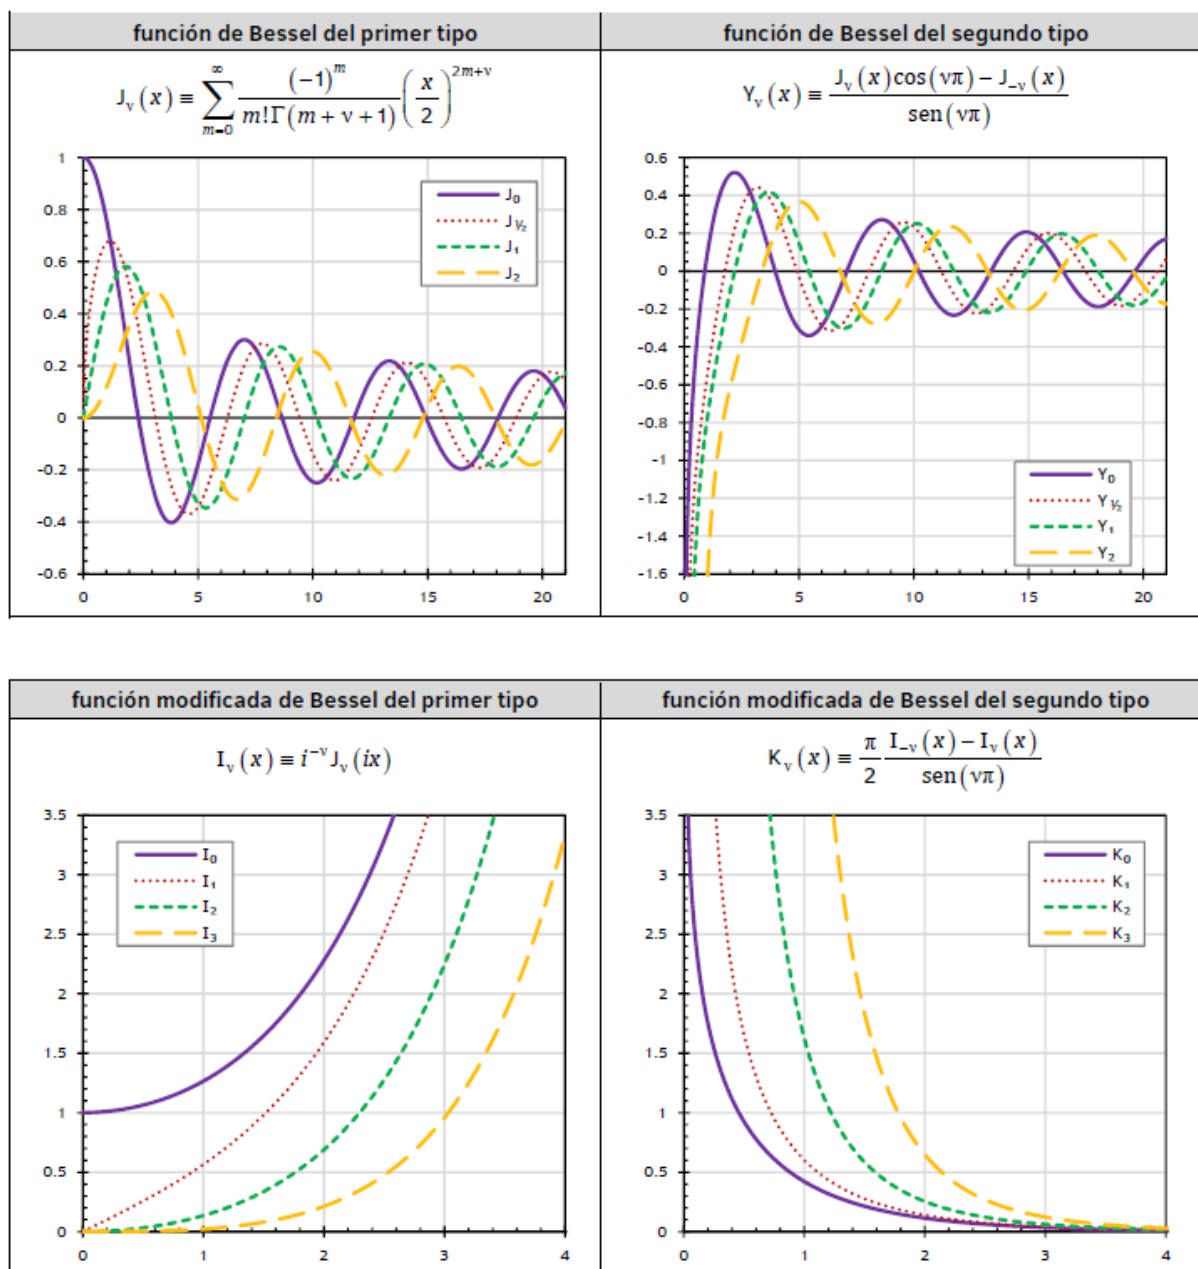 función de Bessel del primer tipo
J_ν(x) ≡ ∑_{m=0}^{∞} (-1)^m / (m!Γ(m + ν + 1)) (x/2)^{2m+ν}
1
0.8
0.6
0.4
0.2
0
-0.2
-0.4
-0.6
0 5 10 15 20
J₀
J½
J₁
J₂
función de Bessel del segundo tipo
Y_ν(x) ≡ (J_ν(x)cos(νπ) − J_{−ν}(x)) / sen(νπ)
0.6
0.4
0.2
0
-0.2
-0.4
-0.6
-0.8
-1
-1.2
-1.4
-1.6
0 5 10 15 20
Y₀
Y½
Y₁
Y₂
función modificada de Bessel del primer tipo
I_ν(x) ≡ i^{−ν} J_ν(ix)
3.5
3
2.5
2
1.5
1
0.5
0
0 1 2 3 4
I₀
I₁
I₂
I₃
función modificada de Bessel del segundo tipo
K_ν(x) ≡ π/2 (I_{−ν}(x) − I_ν(x)) / sen(νπ)
3.5
3
2.5
2
1.5
1
0.5
0
0 1 2 3 4
K₀
K₁
K₂
K₃